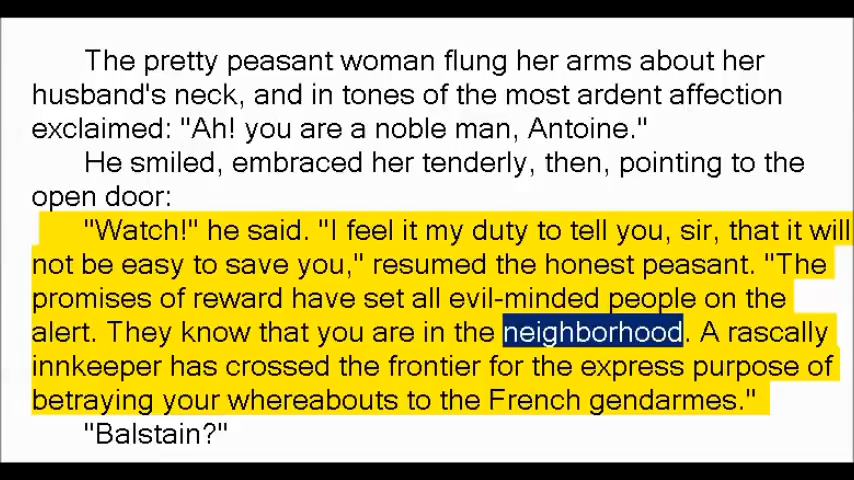 The pretty peasant woman flung her arms about her
husband's neck, and in tones of the most ardent affection
exclaimed: "Ah! you are a noble man, Antoine."
He smiled, embraced her tenderly, then, pointing to the
open door:
"Watch!" he said. "I feel it my duty to tell you, sir, that it will
not be easy to save you," resumed the honest peasant. "The
promises of reward have set all evil-minded people on the
alert. They know that you are in the neighborhood. A rascally
innkeeper has crossed the frontier for the express purpose of
betraying your whereabouts to the French gendarmes."
"Balstain?"